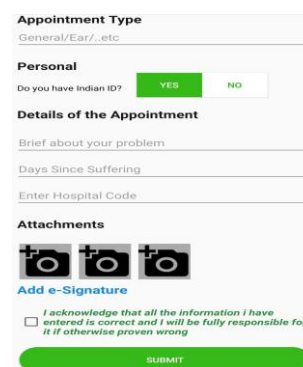 Appointment Type
General/Ear/..etc
Personal
Do you have Indian ID? YES NO
Details of the Appointment
Brief about your problem
Days Since Suffering
Enter Hospital Code
Attachments
Add e-Signature
I acknowledge that all the information i have
entered is correct and I will be fully responsible for
it if otherwise proven wrong
SUBMIT